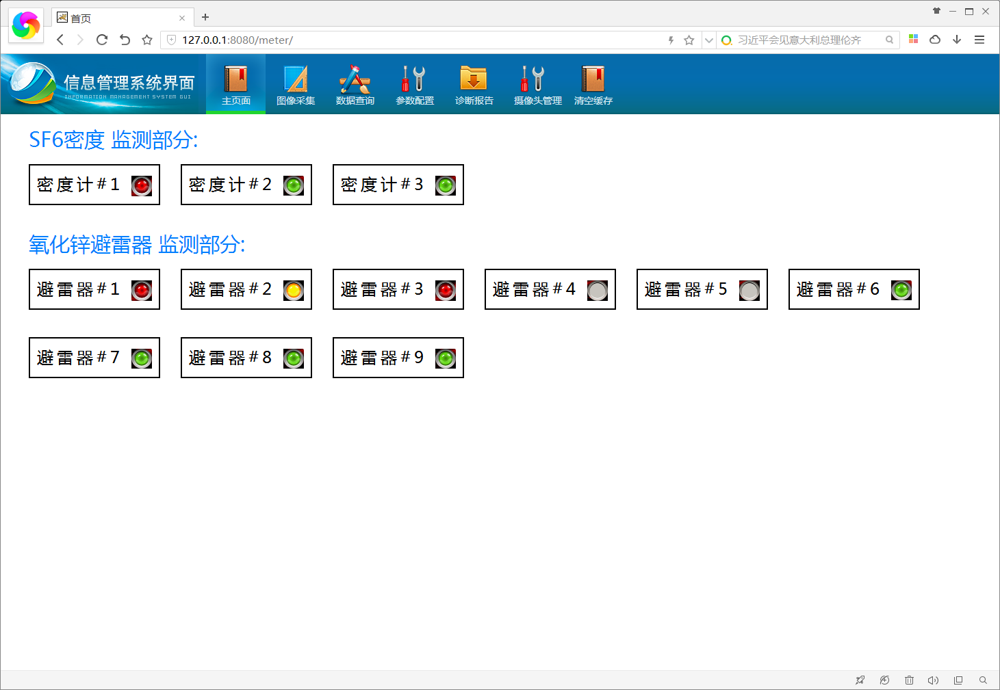 首页
127.0.0.1:8080/meter/
习近平会见意大利总理伦齐
信息管理系统界面
INFORMATION MANAGEMENT SYSTEM GUI
主页面
图像采集
数据查询
参数配置
诊断报告
摄像头管理
清空缓存
SF6密度 监测部分:
密度计#1
密度计#2
密度计#3
氧化锌避雷器 监测部分:
避雷器#1
避雷器#2
避雷器#3
避雷器#4
避雷器#5
避雷器#6
避雷器#7
避雷器#8
避雷器#9